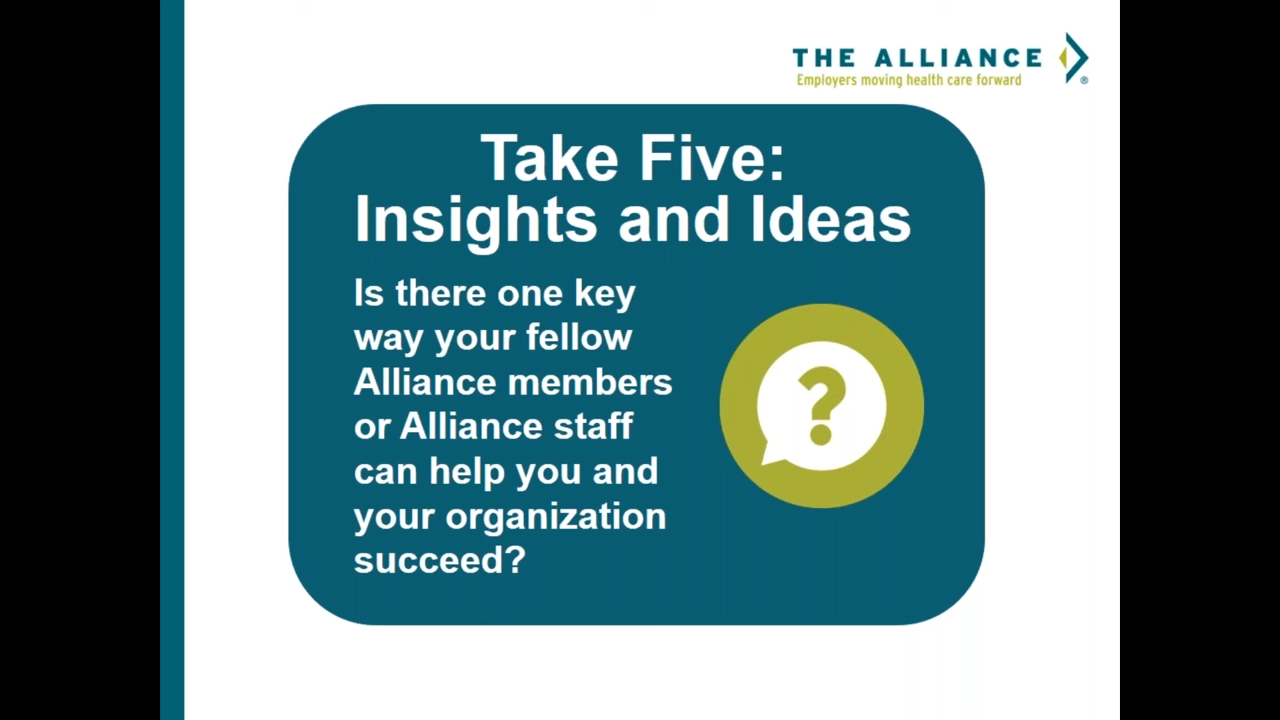 THE ALLIANCE
Employers moving health care forward
®
Take Five:
Insights and Ideas
Is there one key
way your fellow
Alliance members
or Alliance staff
can help you and
your organization
succeed?
?